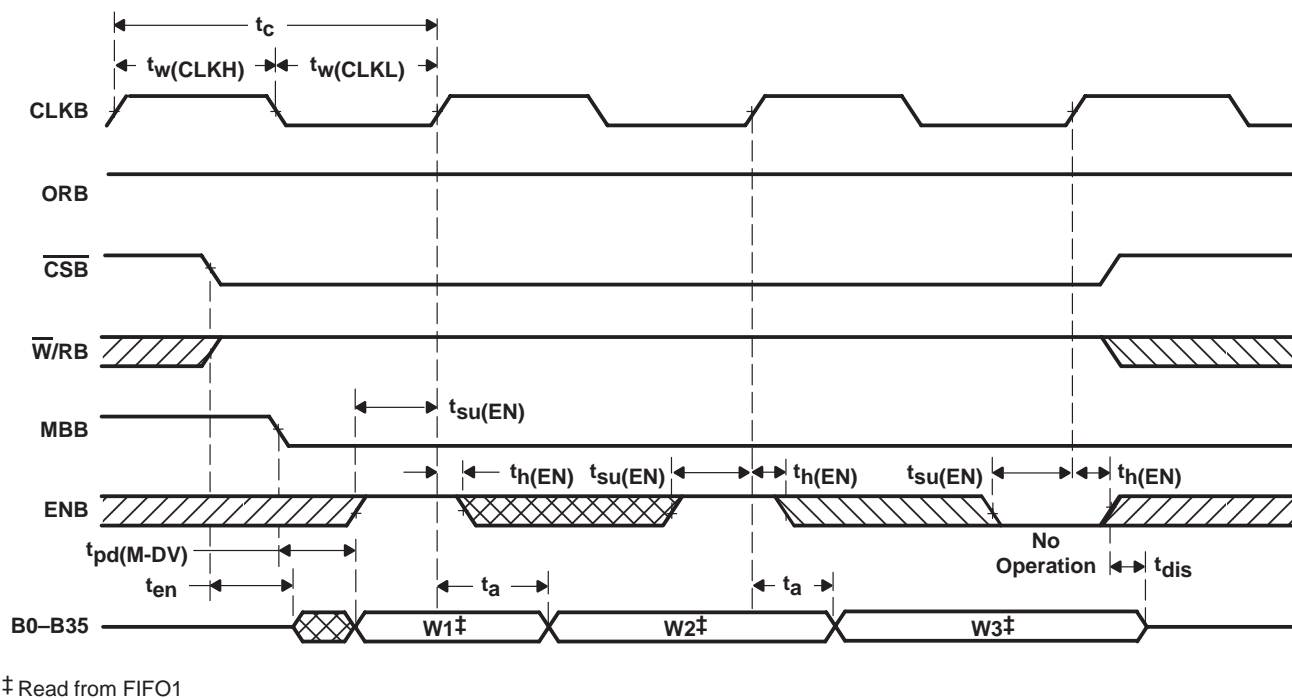 tc
tw(CLKH)
tw(CLKL)
CLKB
ORB
CSB
W/RB
tsu(EN)
MBB
th(EN)
tsu(EN)
th(EN)
tsu(EN)
th(EN)
ENB
No
Operation
tpd(M-DV)
tdis
ten
ta
ta
B0–B35
W1‡
W2‡
W3‡
‡ Read from FIFO1